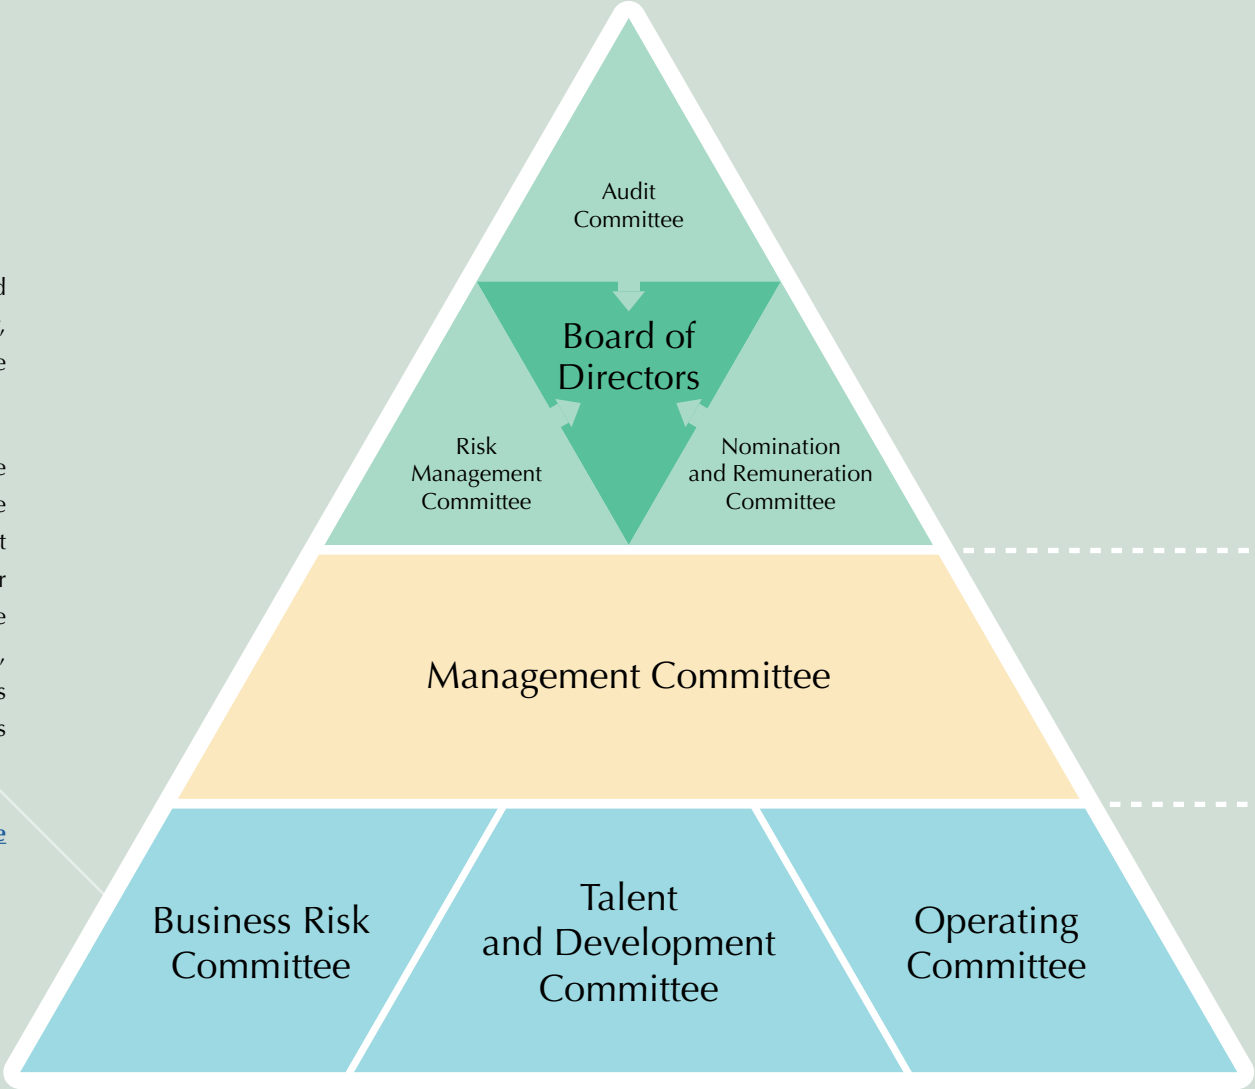 Audit
Committee
Board of
Directors
Risk
Management
Committee
Nomination
and Remuneration
Committee
Management Committee
Business Risk
Committee
Talent
and Development
Committee
Operating
Committee